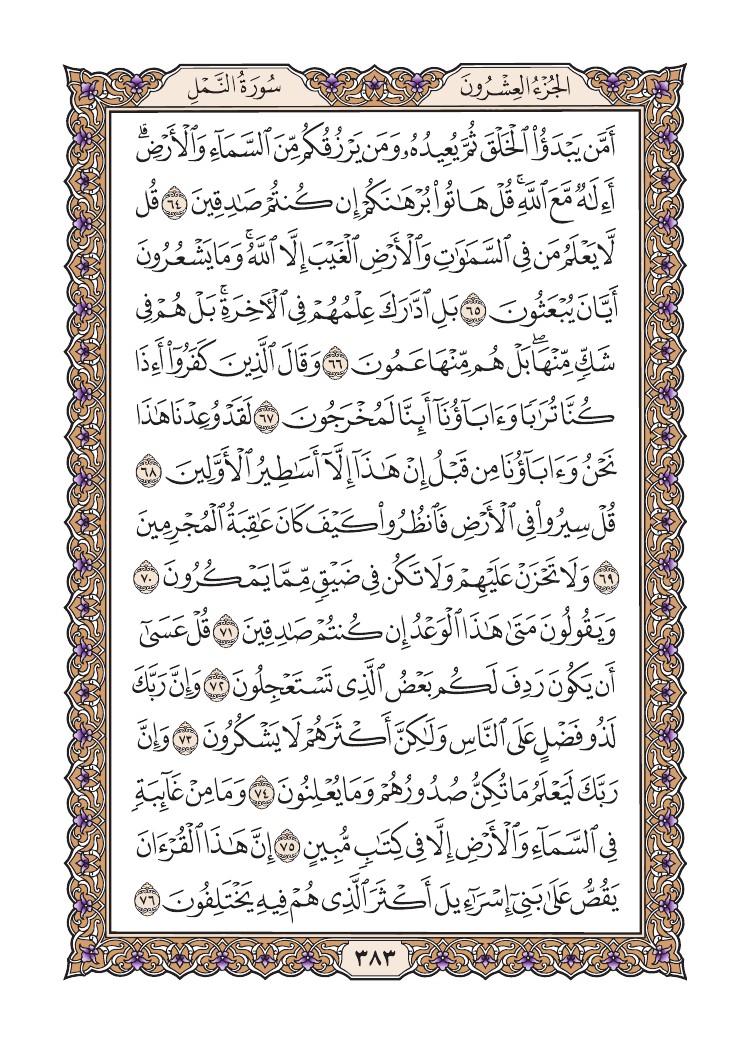 الجُزْءُ العِشْرُونَ
سُورَةُ النَّمْلِ
أَمَّن يَبْدَؤُا۟ ٱلْخَلْقَ ثُمَّ يُعِيدُهُۥ وَمَن يَرْزُقُكُم مِّنَ ٱلسَّمَآءِ وَٱلْأَرْضِ ۗ
أَءِلَٰهٌ مَّعَ ٱللَّهِ ۚ قُلْ هَاتُوا۟ بُرْهَٰنَكُمْ إِن كُنتُمْ صَٰدِقِينَ ٦٤ قُل
لَّا يَعْلَمُ مَن فِى ٱلسَّمَٰوَٰتِ وَٱلْأَرْضِ ٱلْغَيْبَ إِلَّا ٱللَّهُ ۚ وَمَا يَشْعُرُونَ
أَيَّانَ يُبْعَثُونَ ٦٥ بَلِ ٱدَّٰرَكَ عِلْمُهُمْ فِى ٱلْءَاخِرَةِ ۚ بَلْ هُمْ فِى
شَكٍّ مِّنْهَا ۖ بَلْ هُم مِّنْهَا عَمُونَ ٦٦ وَقَالَ ٱلَّذِينَ كَفَرُوٓا۟ أَءِذَا
كُنَّا تُرَٰبًا وَءَابَآؤُنَآ أَئِنَّا لَمُخْرَجُونَ ٦٧ لَقَدْ وُعِدْنَا هَٰذَا
نَحْنُ وَءَابَآؤُنَا مِن قَبْلُ إِنْ هَٰذَآ إِلَّآ أَسَٰطِيرُ ٱلْأَوَّلِينَ ٦٨
قُلْ سِيرُوا۟ فِى ٱلْأَرْضِ فَٱنظُرُوا۟ كَيْفَ كَانَ عَٰقِبَةُ ٱلْمُجْرِمِينَ
٦٩ وَلَا تَحْزَنْ عَلَيْهِمْ وَلَا تَكُن فِى ضَيْقٍ مِّمَّا يَمْكُرُونَ ٧٠
وَيَقُولُونَ مَتَىٰ هَٰذَا ٱلْوَعْدُ إِن كُنتُمْ صَٰدِقِينَ ٧١ قُلْ عَسَىٰٓ
أَن يَكُونَ رَدِفَ لَكُم بَعْضُ ٱلَّذِى تَسْتَعْجِلُونَ ٧٢ وَإِنَّ رَبَّكَ
لَذُو فَضْلٍ عَلَى ٱلنَّاسِ وَلَٰكِنَّ أَكْثَرَهُمْ لَا يَشْكُرُونَ ٧٣ وَإِنَّ
رَبَّكَ لَيَعْلَمُ مَا تُكِنُّ صُدُورُهُمْ وَمَا يُعْلِنُونَ ٧٤ وَمَا مِنْ غَآئِبَةٍ
فِى ٱلسَّمَآءِ وَٱلْأَرْضِ إِلَّا فِى كِتَٰبٍ مُّبِينٍ ٧٥ إِنَّ هَٰذَا ٱلْقُرْءَانَ
يَقُصُّ عَلَىٰ بَنِىٓ إِسْرَٰٓءِيلَ أَكْثَرَ ٱلَّذِى هُمْ فِيهِ يَخْتَلِفُونَ ٧٦
٣٨٣